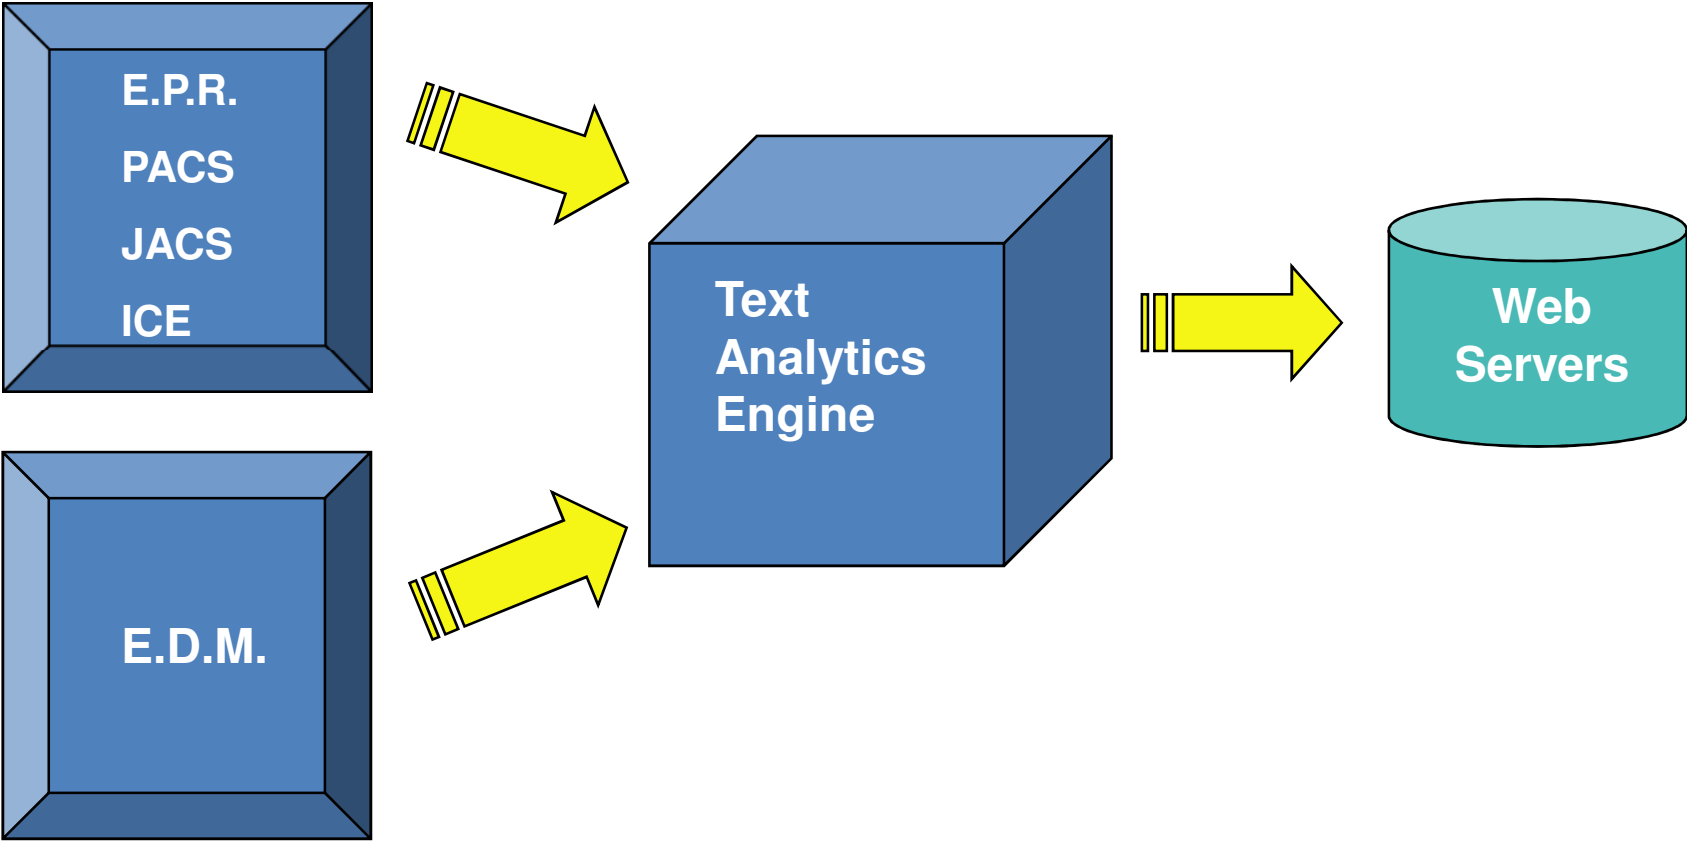 E.P.R.
PACS
JACS
ICE
E.D.M.
Text
Analytics
Engine
Web
Servers